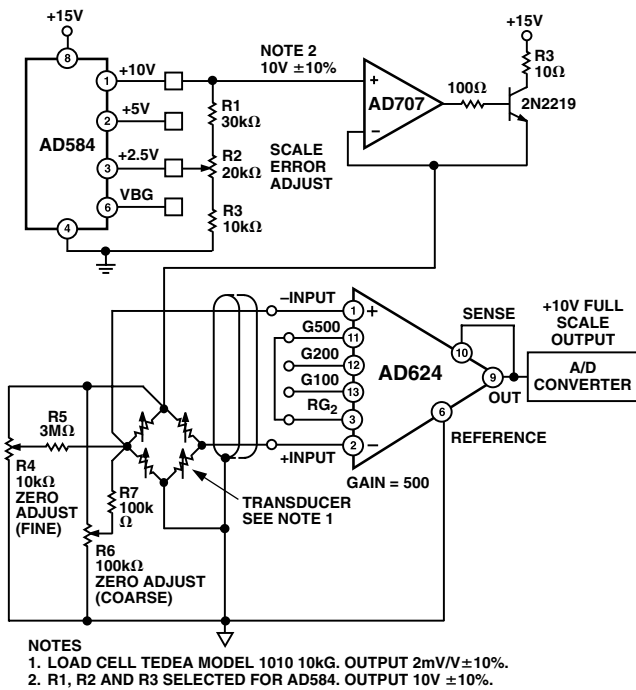 +15V
8
1
+10V
2
+5V
AD584
3
+2.5V
6
VBG
4
R1
30kΩ
R2
20kΩ
R3
10kΩ
SCALE
ERROR
ADJUST
NOTE 2
10V ±10%
+
AD707
–
100Ω
+15V
R3
10Ω
2N2219
–INPUT
1
+
G500
11
G200
12
G100
13
RG2
3
+INPUT
2
–
AD624
GAIN = 500
SENSE
10
9
OUT
6
REFERENCE
+10V FULL
SCALE
OUTPUT
A/D
CONVERTER
R5
3MΩ
R4
10kΩ
ZERO
ADJUST
(FINE)
R7
100k
Ω
R6
100kΩ
ZERO ADJUST
(COARSE)
TRANSDUCER
SEE NOTE 1
NOTES
1. LOAD CELL TEDEA MODEL 1010 10kG. OUTPUT 2mV/V±10%.
2. R1, R2 AND R3 SELECTED FOR AD584. OUTPUT 10V ±10%.